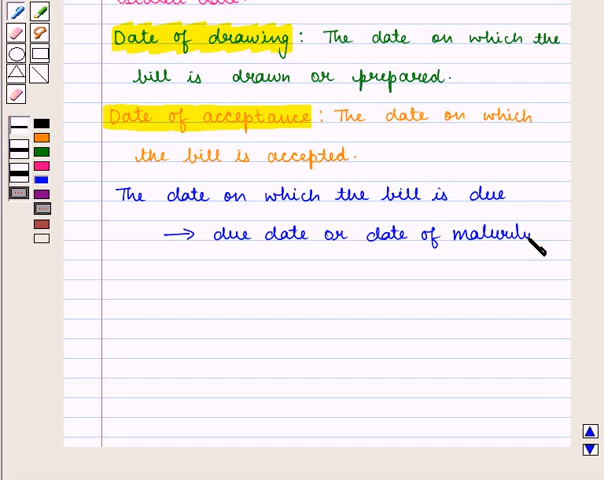 Date of drawing : The date on which the
bill is drawn or prepared.
Date of acceptance : The date on which
the bill is accepted.
The date on which the bill is due
→ due date or date of maturity